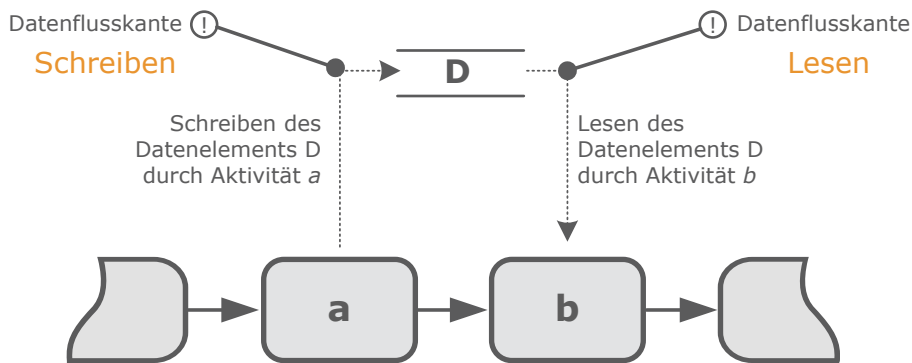 Datenflusskante !
Schreiben
D
! Datenflusskante
Lesen
Schreiben des
Datenelements D
durch Aktivität a
Lesen des
Datenelements D
durch Aktivität b
a
b